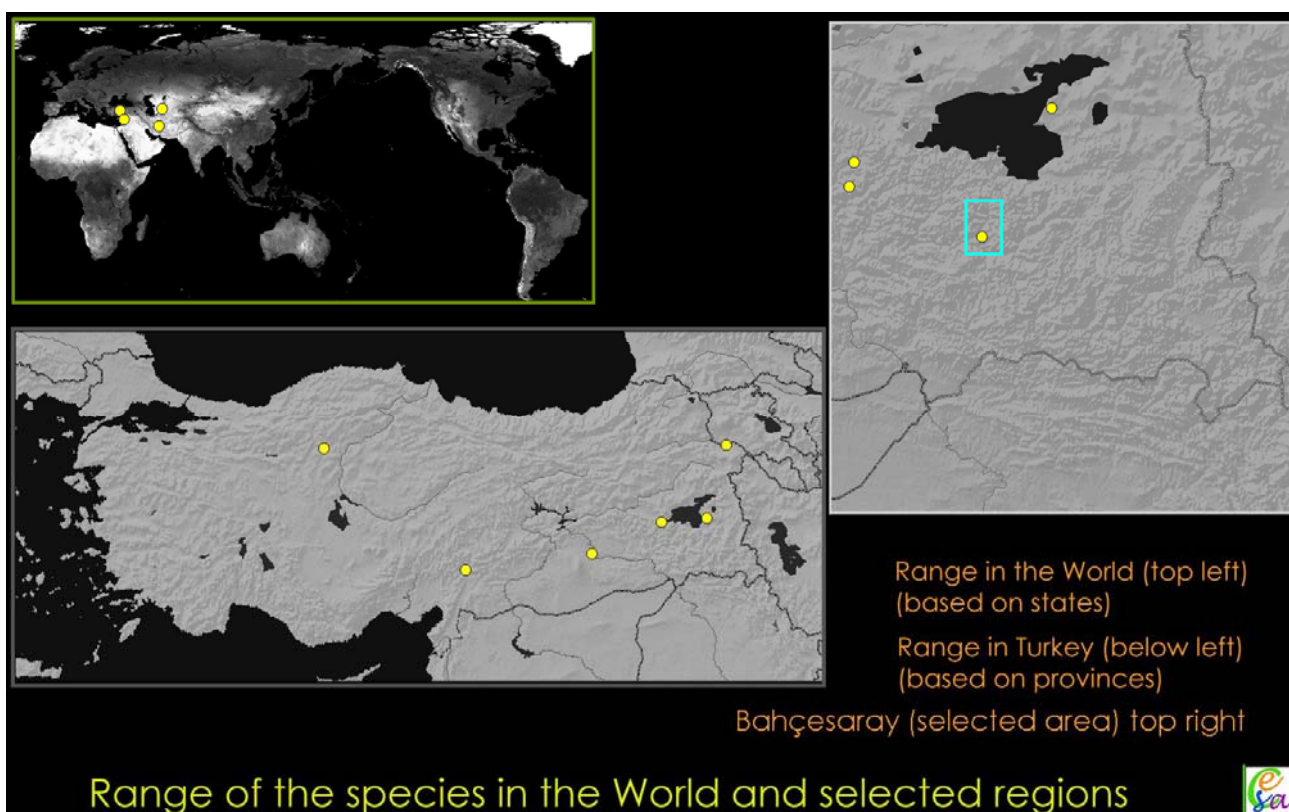 Range in the World (top left)
(based on states)
Range in Turkey (below left)
(based on provinces)
Bahçesaray (selected area) top right
Range of the species in the World and selected regions
esa